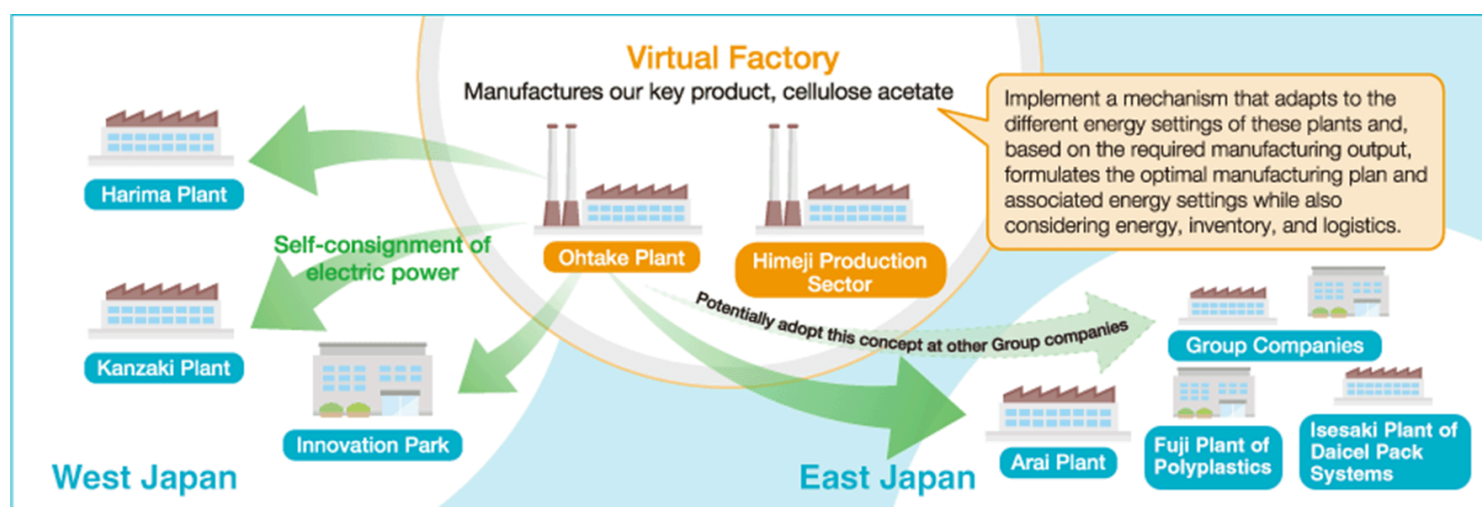 Virtual Factory
Manufactures our key product, cellulose acetate
Implement a mechanism that adapts to the
different energy settings of these plants and,
based on the required manufacturing output,
formulates the optimal manufacturing plan and
associated energy settings while also
considering energy, inventory, and logistics.
Harima Plant
Self-consignment of
electric power
Ohtake Plant
Himeji Production
Sector
Kanzaki Plant
Potentially adopt this concept at other Group companies
Group Companies
Innovation Park
Arai Plant
Fuji Plant of
Polyplastics
Isesaki Plant of
Daicel Pack
Systems
West Japan
East Japan